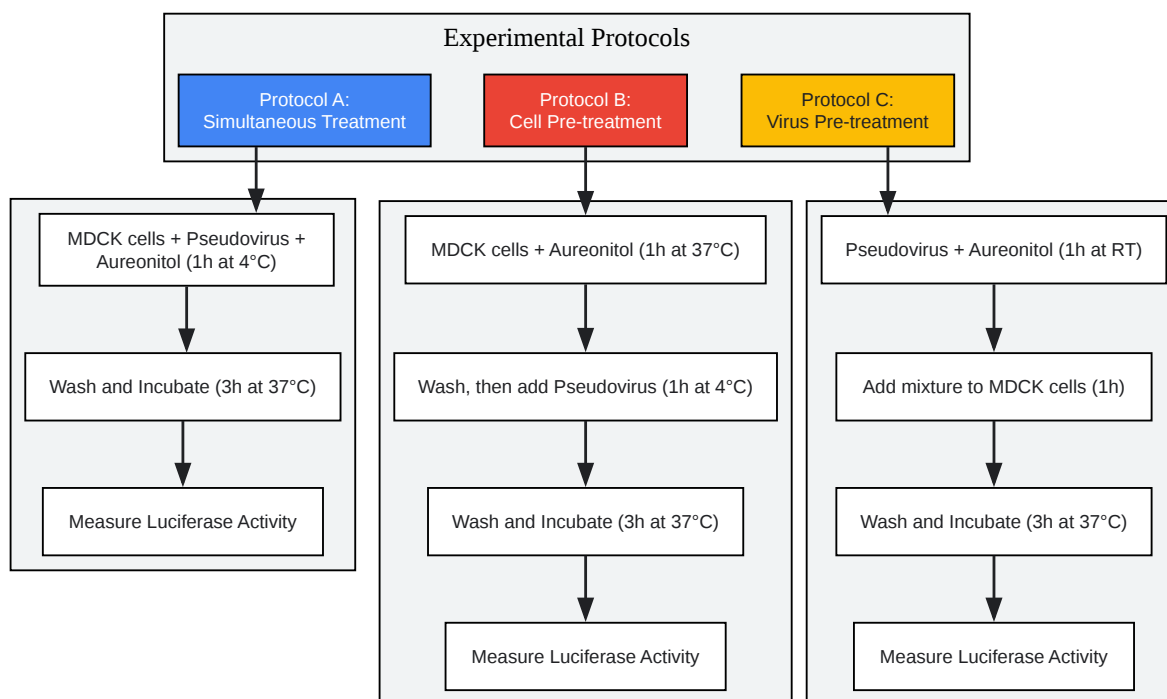 Experimental Protocols
Protocol A:
Simultaneous Treatment
Protocol B:
Cell Pre-treatment
Protocol C:
Virus Pre-treatment
MDCK cells + Pseudovirus +
Aureonitol (1h at 4°C)
Wash and Incubate (3h at 37°C)
Measure Luciferase Activity
MDCK cells + Aureonitol (1h at 37°C)
Wash, then add Pseudovirus (1h at 4°C)
Wash and Incubate (3h at 37°C)
Measure Luciferase Activity
Pseudovirus + Aureonitol (1h at RT)
Add mixture to MDCK cells (1h)
Wash and Incubate (3h at 37°C)
Measure Luciferase Activity